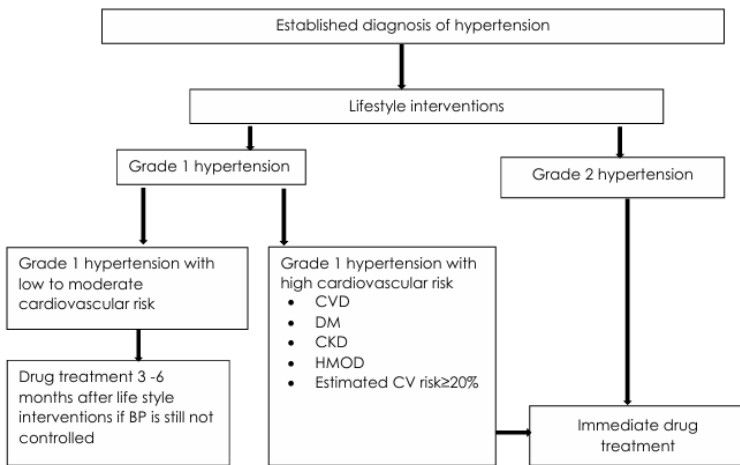 Established diagnosis of hypertension
Lifestyle interventions
Grade 1 hypertension
Grade 2 hypertension
Grade 1 hypertension with
low to moderate
cardiovascular risk
Grade 1 hypertension with
high cardiovascular risk
• CVD
• DM
• CKD
• HMOD
• Estimated CV risk≥20%
Drug treatment 3 -6
months after life style
interventions if BP is still not
controlled
Immediate drug
treatment